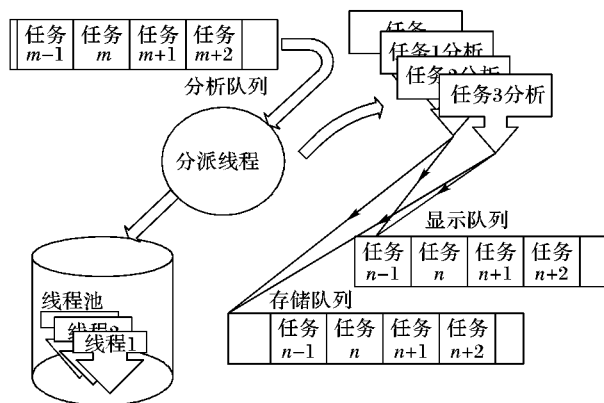 任务 任务 任务 任务
m−1 m m+1 m+2
分析队列
任务
任务1分析
任务2分析
任务3分析
分派线程
显示队列
任务 任务 任务 任务
n−1 n n+1 n+2
存储队列
任务 任务 任务 任务
n−1 n n+1 n+2
线程池
线程2
线程1